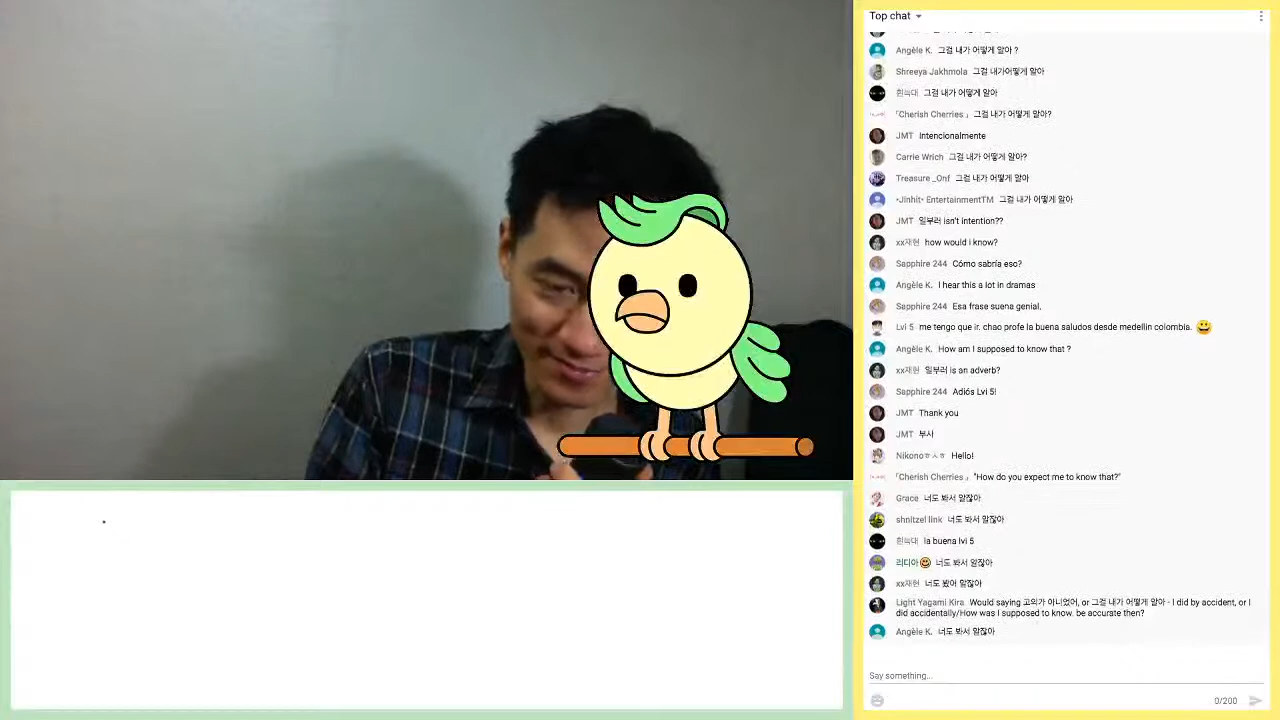 Top chat
Angèle K. 그걸 내가 어떻게 알아 ?
Shreeya Jakhmola 그걸 내가어떻게 알아
흰늑대 그걸 내가 어떻게 알아
「Cherish Cherries 」 그걸 내가 어떻게 알아?
JMT Intencionalmente
Carrie Wrich 그걸 내가 어떻게 알아?
Treasure _Onf 그걸 내가 어떻게 알아
•Jinhit• EntertainmentTM 그걸 내가 어떻게 알아
JMT 일부러 isn't intention??
xx재현 how would i know?
Sapphire 244 Cómo sabría eso?
Angèle K. I hear this a lot in dramas
Sapphire 244 Esa frase suena genial.
Lvi 5 me tengo que ir. chao profe la buena saludos desde medellin colombia. 😃
Angèle K. How am I supposed to know that ?
xx재현 일부러 is an adverb?
Sapphire 244 Adiós Lvi 5!
JMT Thank you
JMT 부사
Nikonoㅎㅅㅎ Hello!
「Cherish Cherries 」 "How do you expect me to know that?"
Grace 너도 봐서 알잖아
shnitzel link 너도 봐서 알잖아
흰늑대 la buena lvi 5
리디아 너도 봐서 알잖아
xx재현 너도 봤어 알잖아
Light Yagami Kira Would saying 고의가 아니었어, or 그걸 내가 어떻게 알아 - I did by accident, or I
did accidentally/How was I supposed to know. be accurate then?
Angèle K. 너도 봐서 알잖아
Say something...
0/200